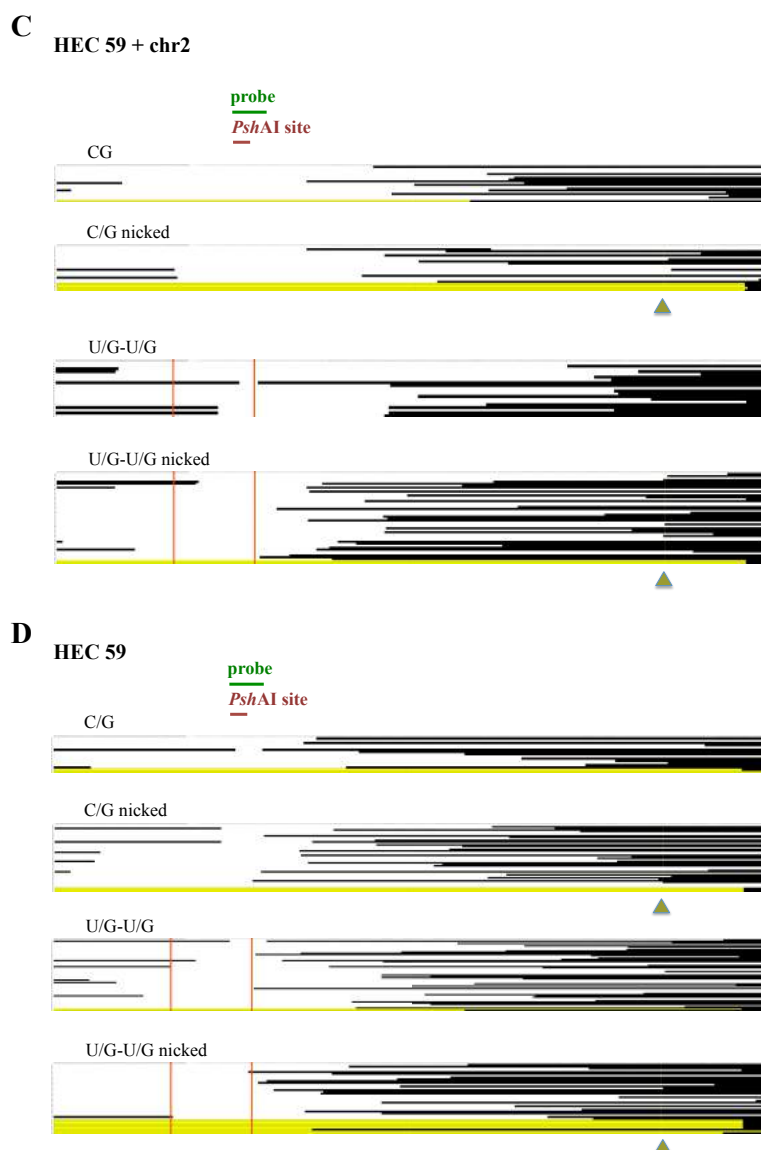 C
HEC 59 + chr2
probe
PshAI site
CG
C/G nicked
U/G-U/G
U/G-U/G nicked
D
HEC 59
probe
PshAI site
C/G
C/G nicked
U/G-U/G
U/G-U/G nicked